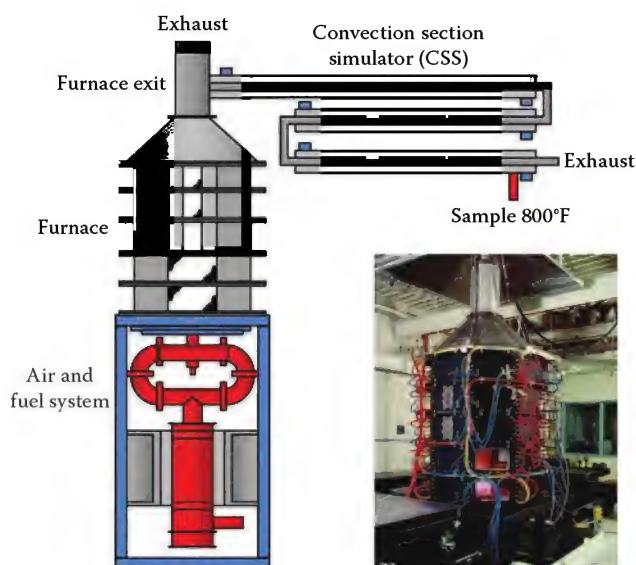 Exhaust
Convection section
simulator (CSS)
Furnace exit
Exhaust
Sample 800°F
Furnace
Air and
fuel system